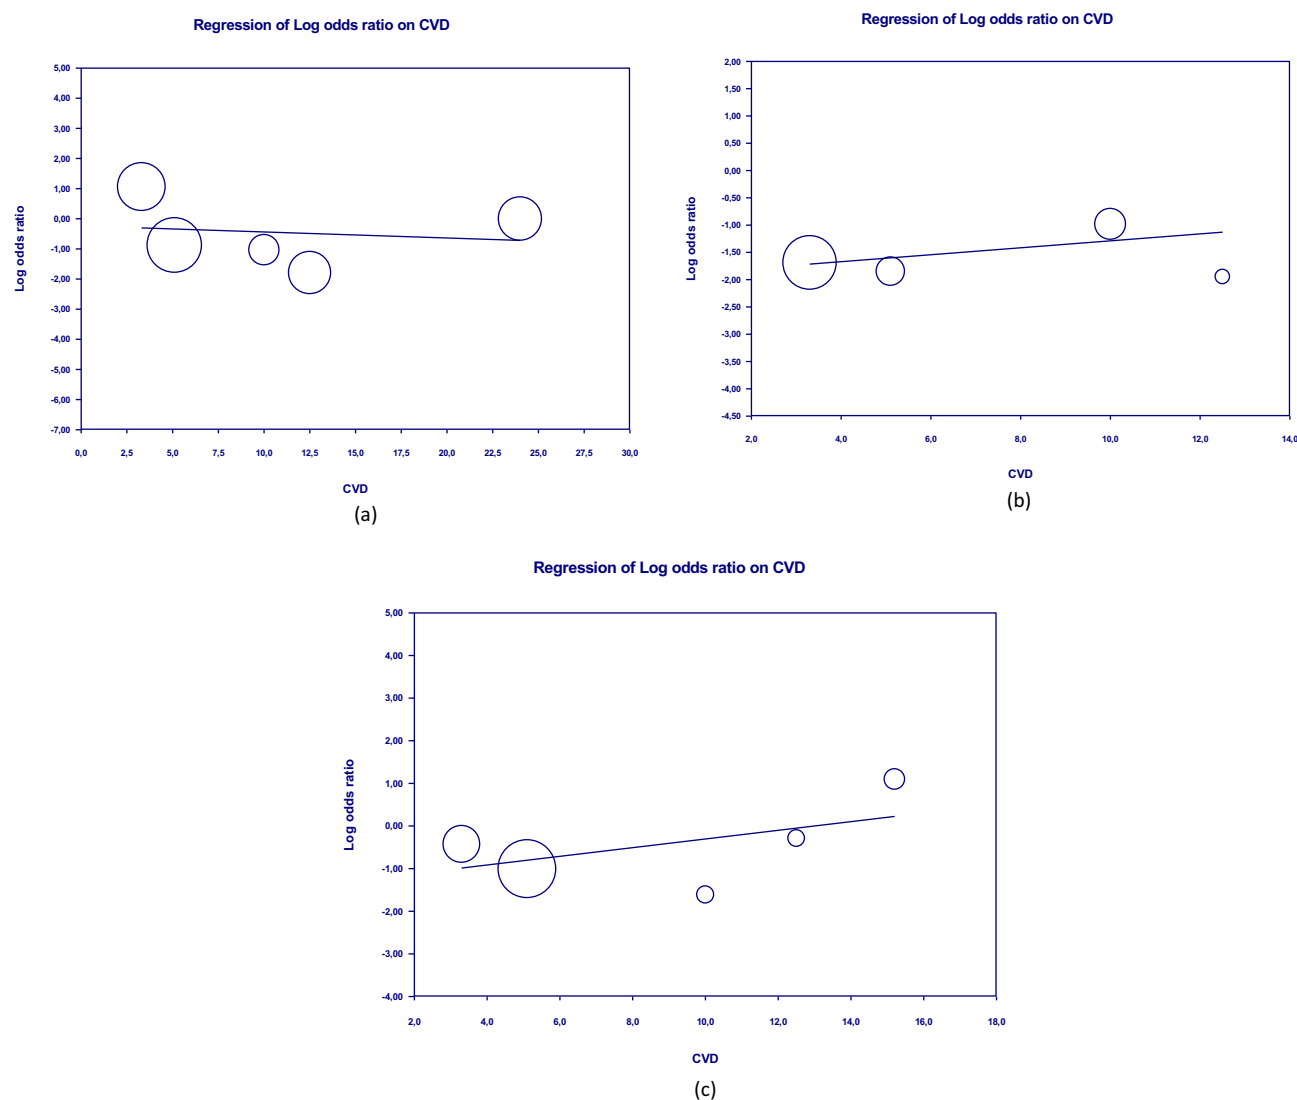 Regression of Log odds ratio on CVD
5,00
4,00
3,00
2,00
1,00
0,00
-1,00
-2,00
-3,00
-4,00
-5,00
-6,00
-7,00
Log odds ratio
0,0 2,5 5,0 7,5 10,0 12,5 15,0 17,5 20,0 22,5 25,0 27,5 30,0
CVD
(a)
Regression of Log odds ratio on CVD
2,00
1,50
1,00
0,50
0,00
-0,50
-1,00
-1,50
-2,00
-2,50
-3,00
-3,50
-4,00
-4,50
Log odds ratio
2,0 4,0 6,0 8,0 10,0 12,0 14,0
CVD
(b)
Regression of Log odds ratio on CVD
5,00
4,00
3,00
2,00
1,00
0,00
-1,00
-2,00
-3,00
-4,00
Log odds ratio
2,0 4,0 6,0 8,0 10,0 12,0 14,0 16,0 18,0
CVD
(c)